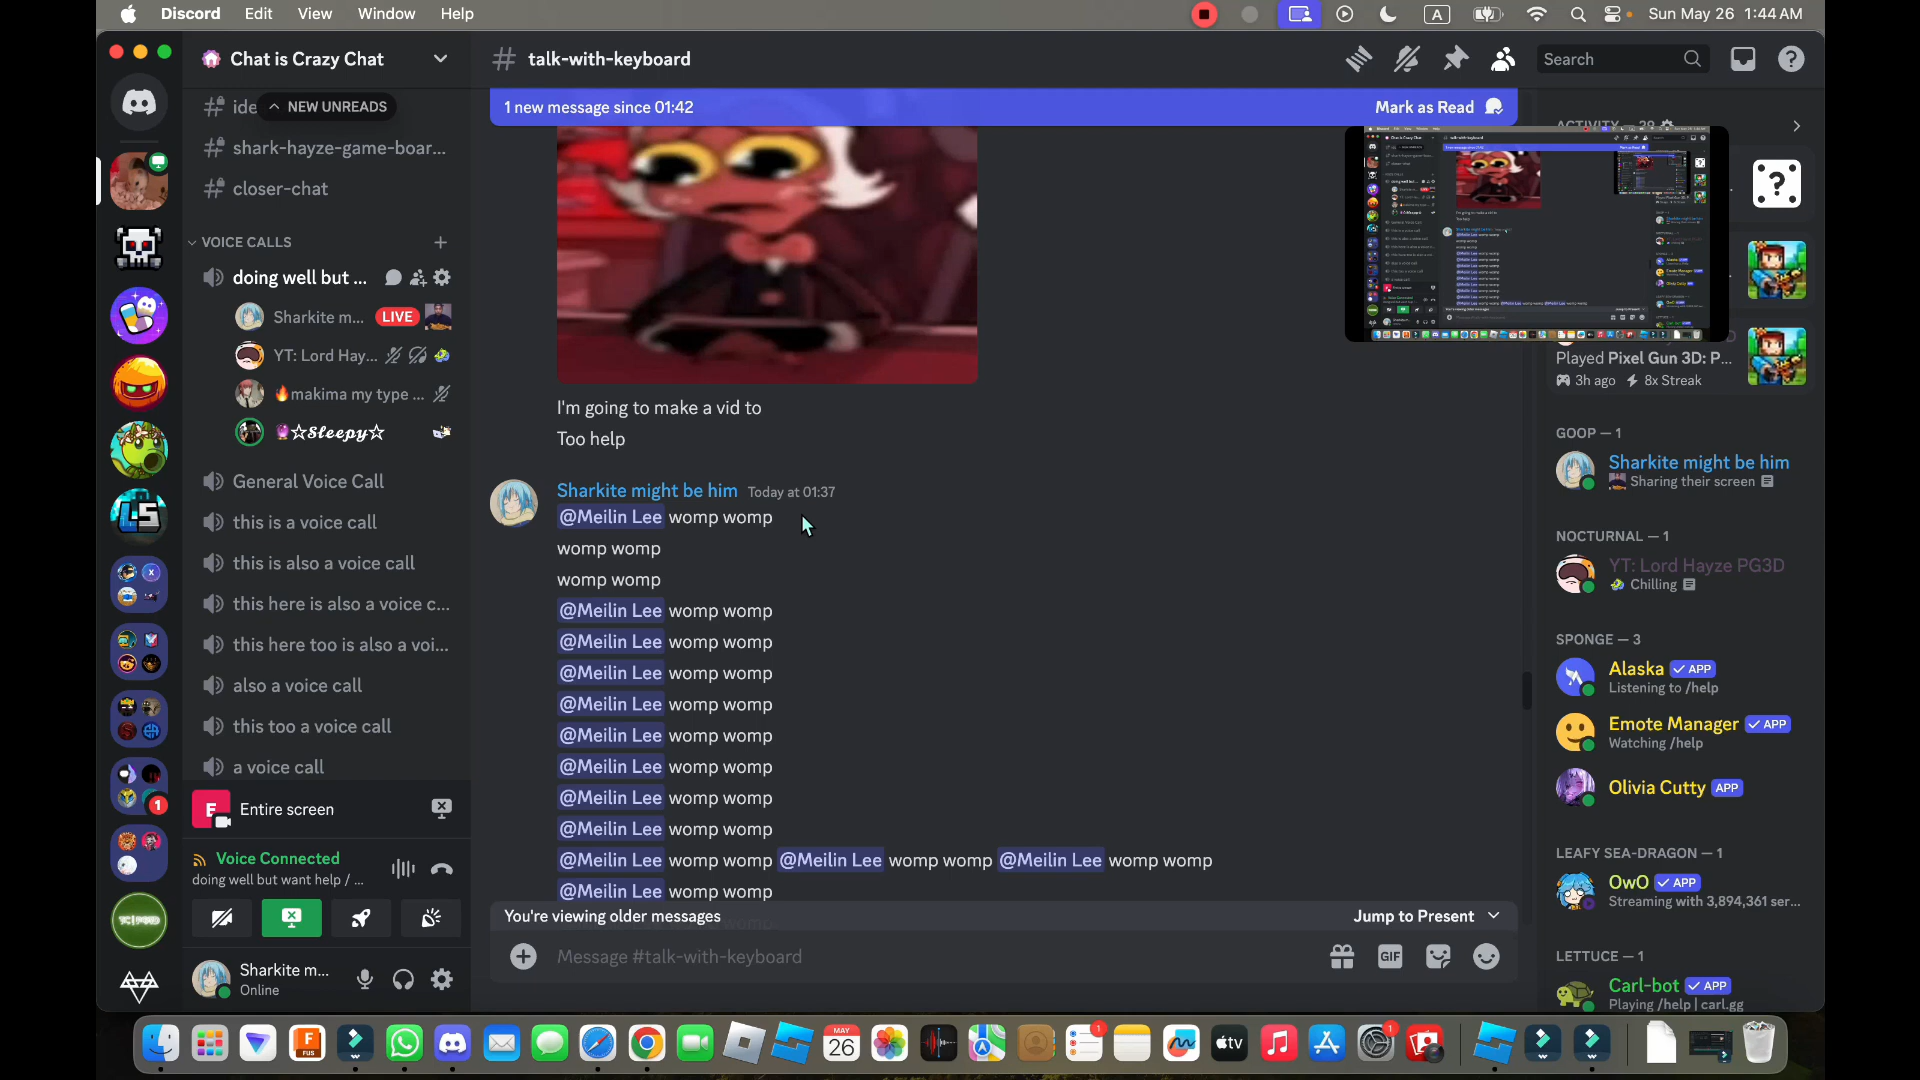 Discord Edit View Window Help
A
Sun May 26 1:44 AM
Chat is Crazy Chat
talk-with-keyboard
Search
ide
NEW UNREADS
shark-hayze-game-boar...
closer-chat
VOICE CALLS
doing well but ...
Sharkite m... LIVE
YT: Lord Hay...
🔥makima my type ...
🔮☆𝓢𝓵𝓮𝓮𝓹𝔂☆
General Voice Call
this is a voice call
this is also a voice call
this here is also a voice c...
this here too is also a voi...
also a voice call
this too a voice call
a voice call
1
Entire screen
Voice Connected
doing well but want help / ...
Sharkite m...
Online
1 new message since 01:42
Mark as Read
I'm going to make a vid to
Too help
Sharkite might be him Today at 01:37
@Meilin Lee womp womp
womp womp
womp womp
@Meilin Lee womp womp
@Meilin Lee womp womp
@Meilin Lee womp womp
@Meilin Lee womp womp
@Meilin Lee womp womp
@Meilin Lee womp womp
@Meilin Lee womp womp
@Meilin Lee womp womp
@Meilin Lee womp womp @Meilin Lee womp womp @Meilin Lee womp womp
@Meilin Lee womp womp
You're viewing older messages
Jump to Present
Message #talk-with-keyboard
GIF
Played Pixel Gun 3D: P...
3h ago 8x Streak
GOOP — 1
Sharkite might be him
Sharing their screen
NOCTURNAL — 1
YT: Lord Hayze PG3D
Chilling
SPONGE — 3
Alaska ✓ APP
Listening to /help
Emote Manager ✓ APP
Watching /help
Olivia Cutty APP
LEAFY SEA-DRAGON — 1
OwO ✓ APP
Streaming with 3,894,361 ser...
LETTUCE — 1
Carl-bot ✓ APP
Playing /help | carl.gg
FUS
MAY
26
1
tv
1